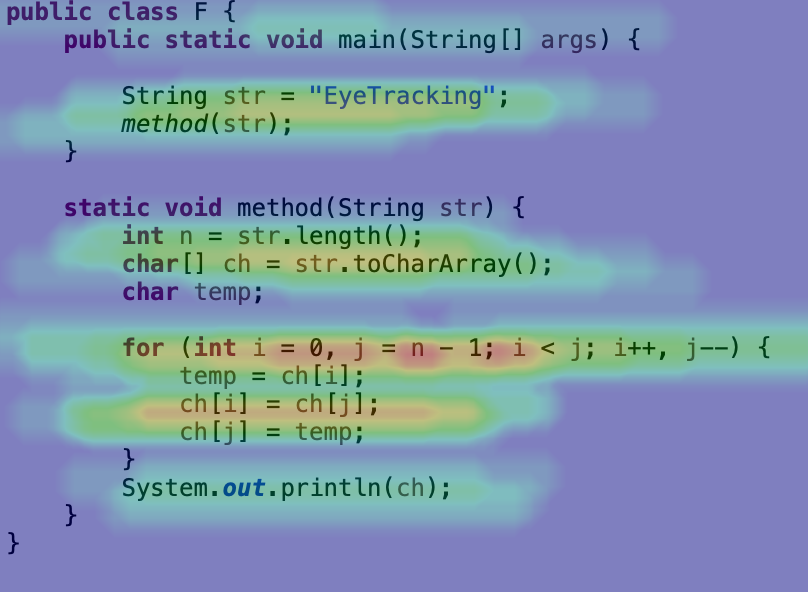 public class F {
    public static void main(String[] args) {

        String str = "EyeTracking";
        method(str);
    }

    static void method(String str) {
        int n = str.length();
        char[] ch = str.toCharArray();
        char temp;

        for (int i = 0, j = n - 1; i < j; i++, j--) {
            temp = ch[i];
            ch[i] = ch[j];
            ch[j] = temp;
        }
        System.out.println(ch);
    }
}